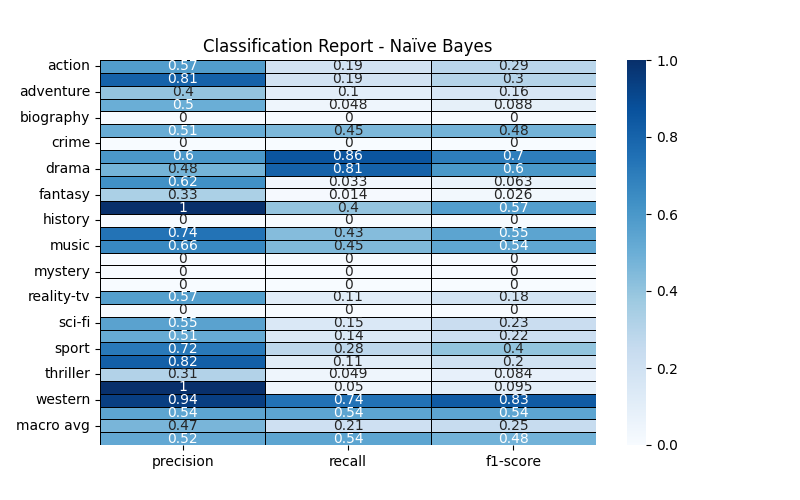 Classification Report - Naïve Bayes
action 0.57 0.19 0.29
0.81 0.19 0.3
adventure 0.4 0.1 0.16
0.5 0.048 0.088
biography 0 0 0
0.51 0.45 0.48
crime 0 0 0
0.6 0.86 0.7
drama 0.48 0.81 0.6
0.62 0.033 0.063
fantasy 0.33 0.014 0.026
1 0.4 0.57
history 0 0 0
0.74 0.43 0.55
music 0.66 0.45 0.54
0 0 0
mystery 0 0 0
0 0 0
reality-tv 0.57 0.11 0.18
0 0 0
sci-fi 0.55 0.15 0.23
0.51 0.14 0.22
sport 0.72 0.28 0.4
0.82 0.11 0.2
thriller 0.31 0.049 0.084
1 0.05 0.095
western 0.94 0.74 0.83
0.54 0.54 0.54
macro avg 0.47 0.21 0.25
0.52 0.54 0.48
precision recall f1-score
1.0
0.8
0.6
0.4
0.2
0.0